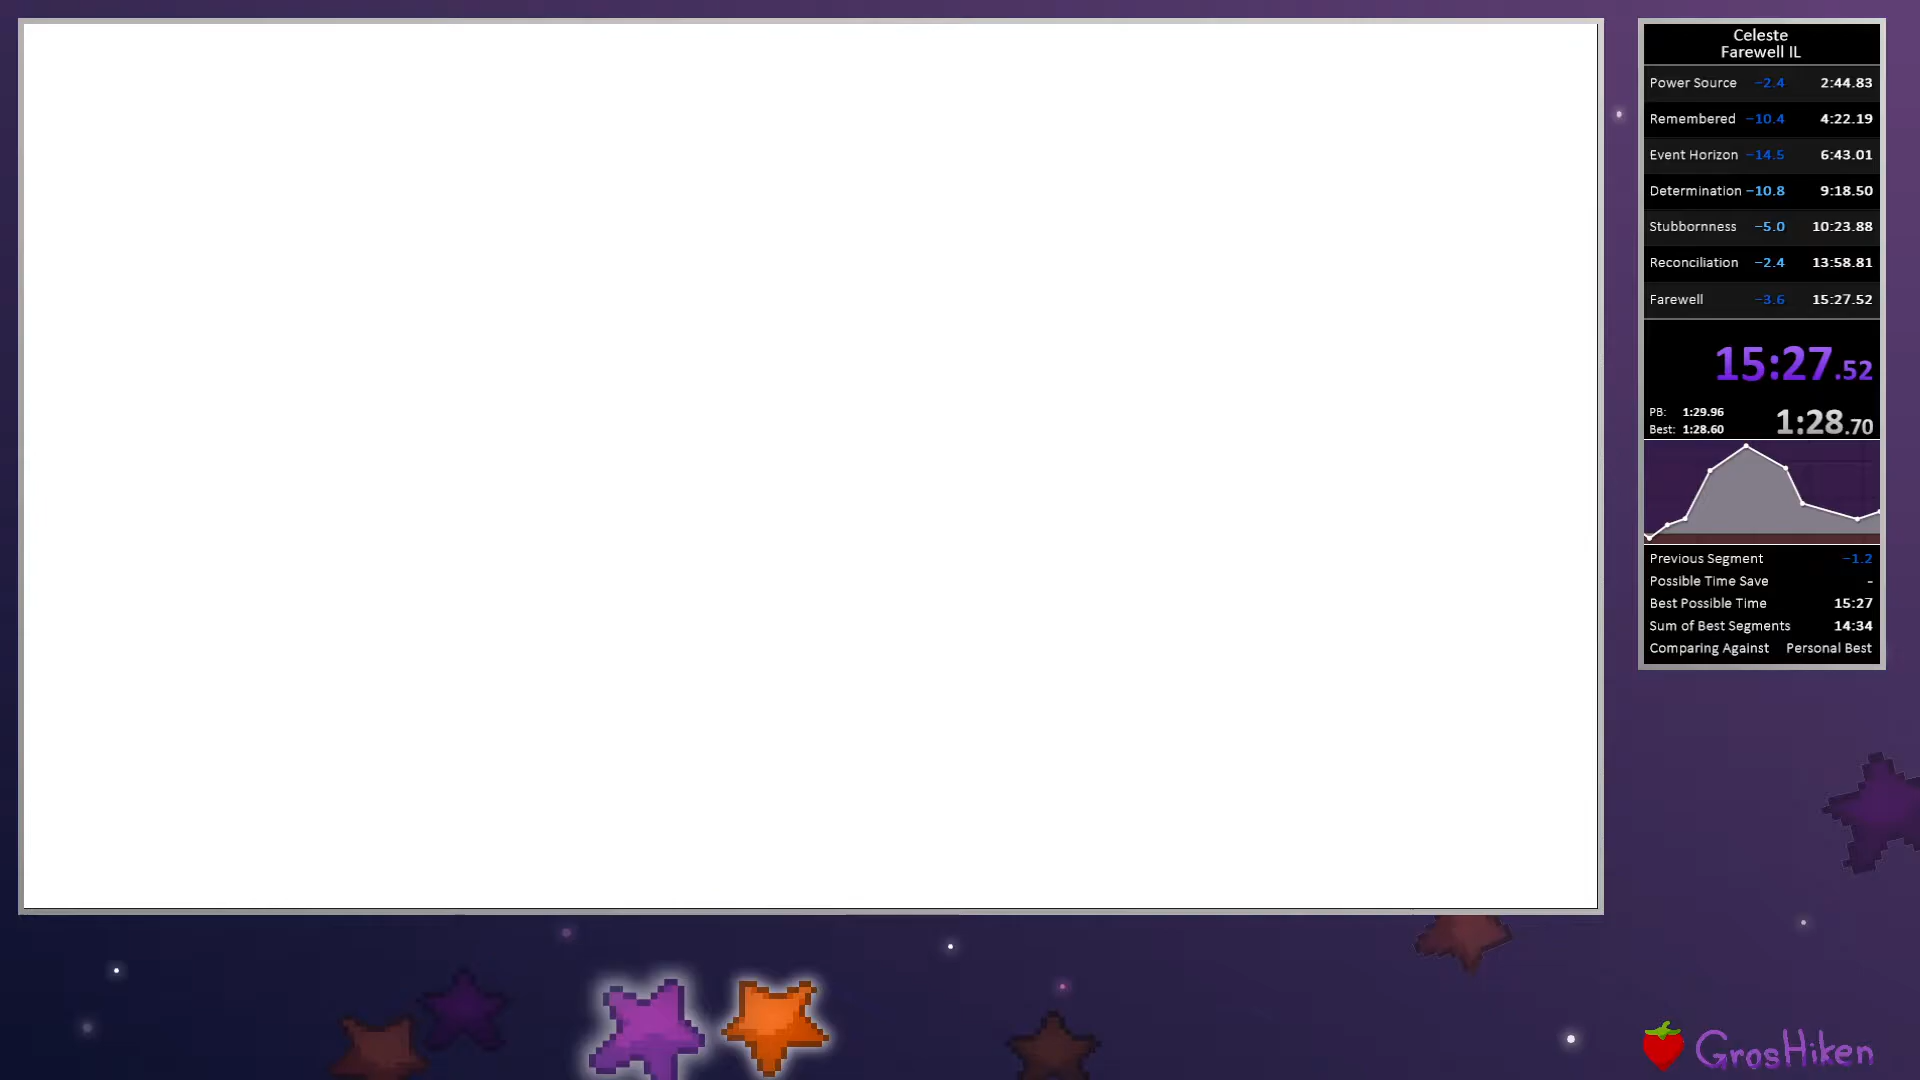 Celeste
Farewell IL
Power Source −2.4 2:44.83
Remembered −10.4 4:22.19
Event Horizon −14.5 6:43.01
Determination −10.8 9:18.50
Stubbornness −5.0 10:23.88
Reconciliation −2.4 13:58.81
Farewell −3.6 15:27.52
15:27.52
PB: 1:29.96
Best: 1:28.60
1:28.70
Previous Segment −1.2
Possible Time Save -
Best Possible Time 15:27
Sum of Best Segments 14:34
Comparing Against Personal Best
GrosHiken